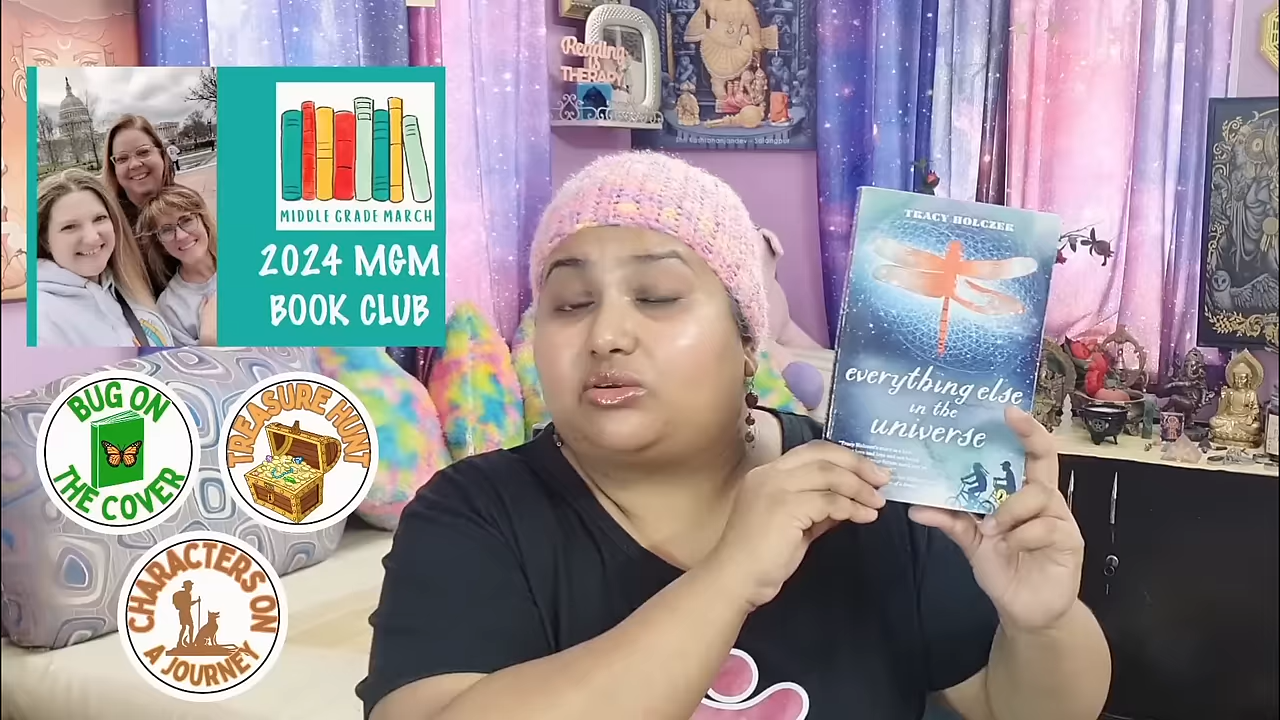 MIDDLE GRADE MARCH
2024 MGM
BOOK CLUB
BUG ON
THE COVER
TREASURE HUNT
CHARACTERS ON
A JOURNEY
Reading
is
THERAPY
TRACY HOLCZER
everything else
in the
universe